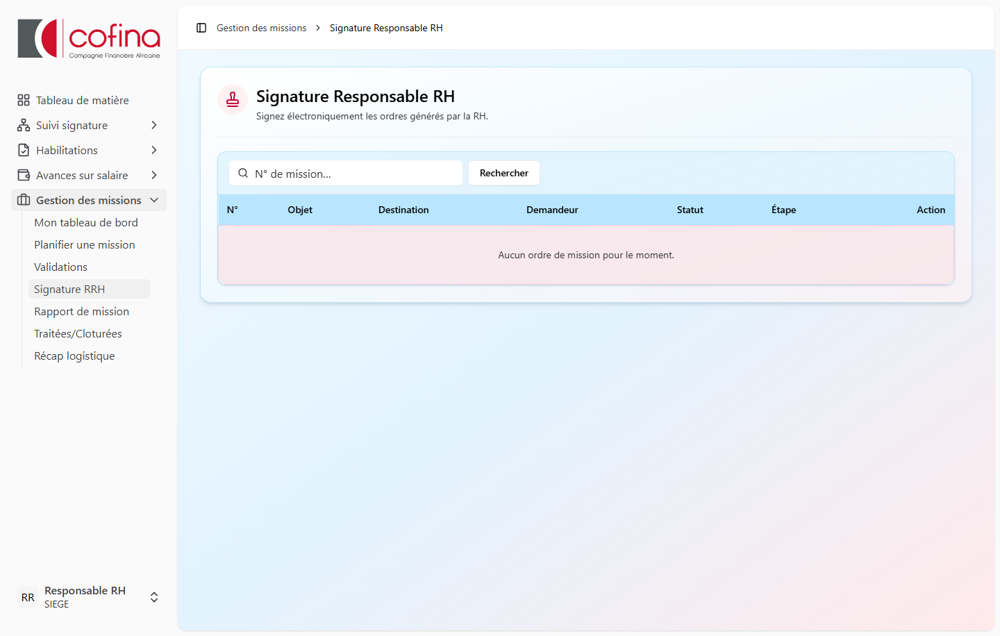 cofina
Compagnie Financière Africaine
Tableau de matière
Suivi signature
Habilitations
Avances sur salaire
Gestion des missions
Mon tableau de bord
Planifier une mission
Validations
Signature RRH
Rapport de mission
Traitées/Cloturées
Récap logistique
RR
Responsable RH
SIEGE
Gestion des missions > Signature Responsable RH
Signature Responsable RH
Signez électroniquement les ordres générés par la RH.
N° de mission... Rechercher
N° Objet Destination Demandeur Statut Étape Action
Aucun ordre de mission pour le moment.